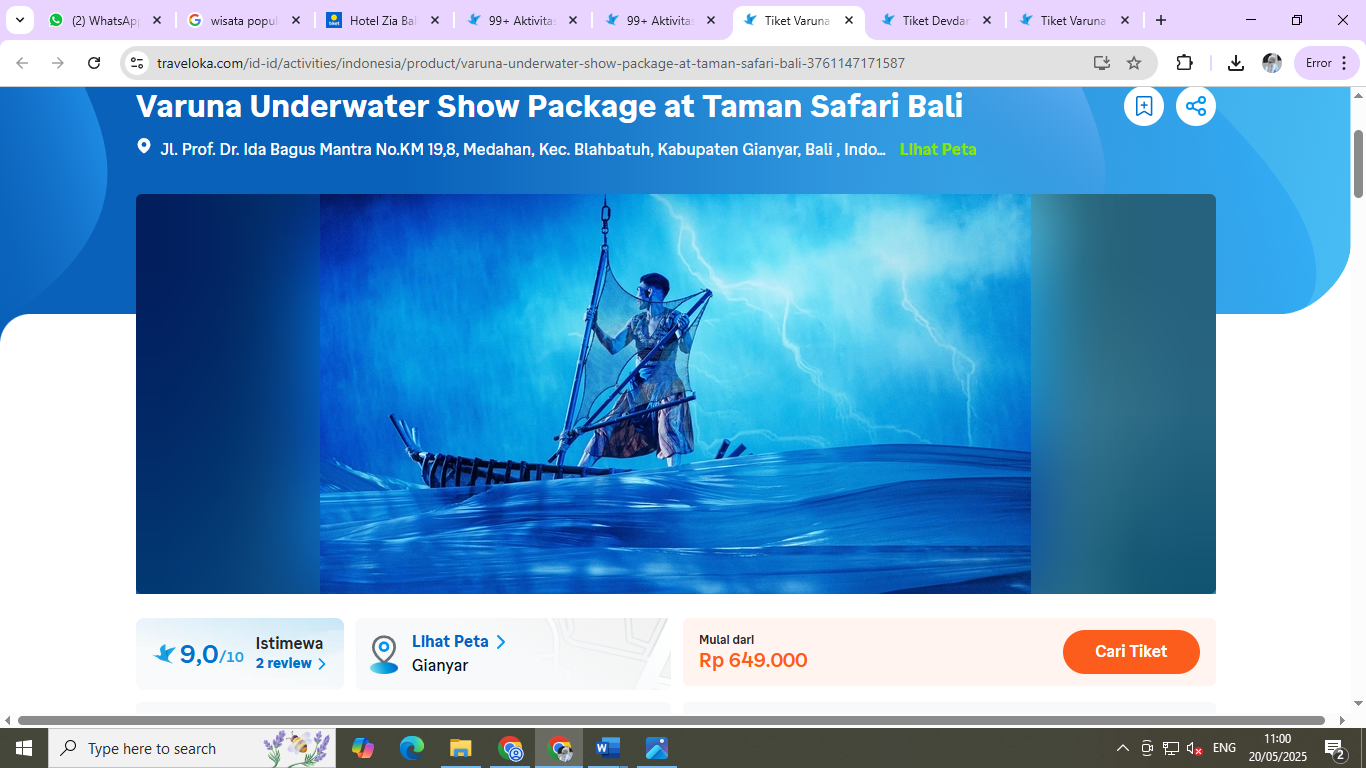 (2) WhatsApp
wisata popul
Hotel Zia Bal
99+ Aktivitas
99+ Aktivitas
Tiket Varuna
Tiket Devdan
Tiket Varuna
traveloka.com/id-id/activities/indonesia/product/varuna-underwater-show-package-at-taman-safari-bali-3761147171587
Error
Varuna Underwater Show Package at Taman Safari Bali
Jl. Prof. Dr. Ida Bagus Mantra No.KM 19,8, Medahan, Kec. Blahbatuh, Kabupaten Gianyar, Bali , Indo... Lihat Peta
9,0/10
Istimewa
2 review
Lihat Peta
Gianyar
Mulai dari
Rp 649.000
Cari Tiket
Type here to search
ENG
11:00
20/05/2025
2